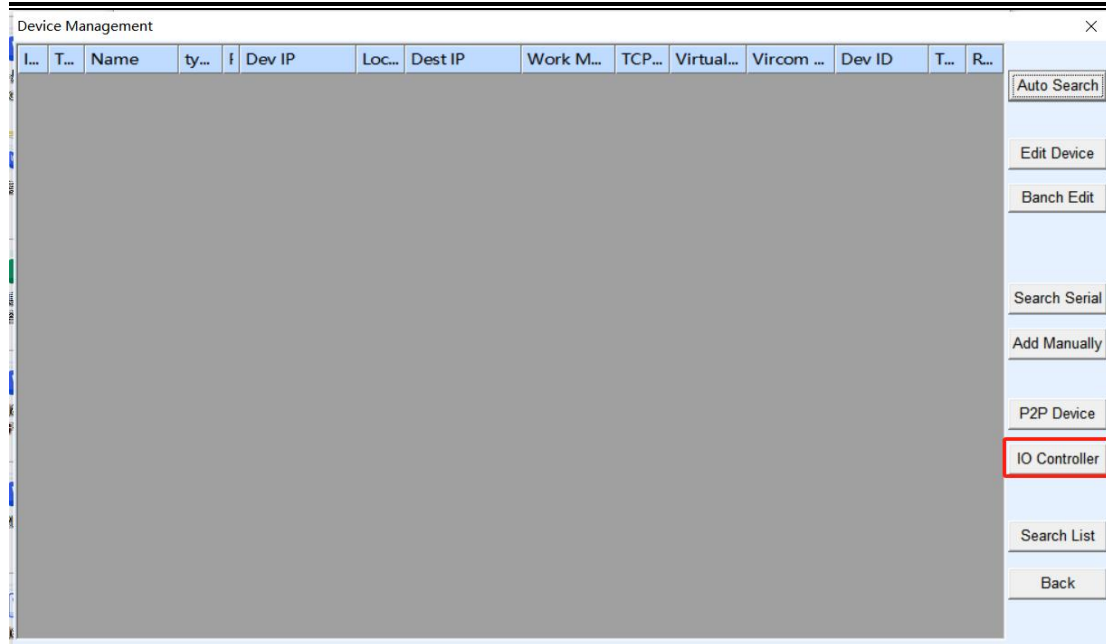 Device Management
I... T... Name ty... F Dev IP Loc... Dest IP Work M... TCP... Virtual... Vircom ... Dev ID T... R...
Auto Search
Edit Device
Banch Edit
Search Serial
Add Manually
P2P Device
IO Controller
Search List
Back